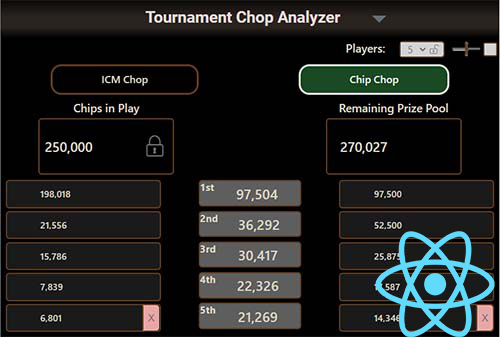 Tournament Chop Analyzer
Players: 5
ICM Chop Chip Chop
Chips in Play Remaining Prize Pool
250,000 270,027
198,018 1st 97,504 97,500
21,556 2nd 36,292 52,500
15,786 3rd 30,417 25,875
7,839 4th 22,326 ,587
6,801 X 5th 21,269 14,346 X